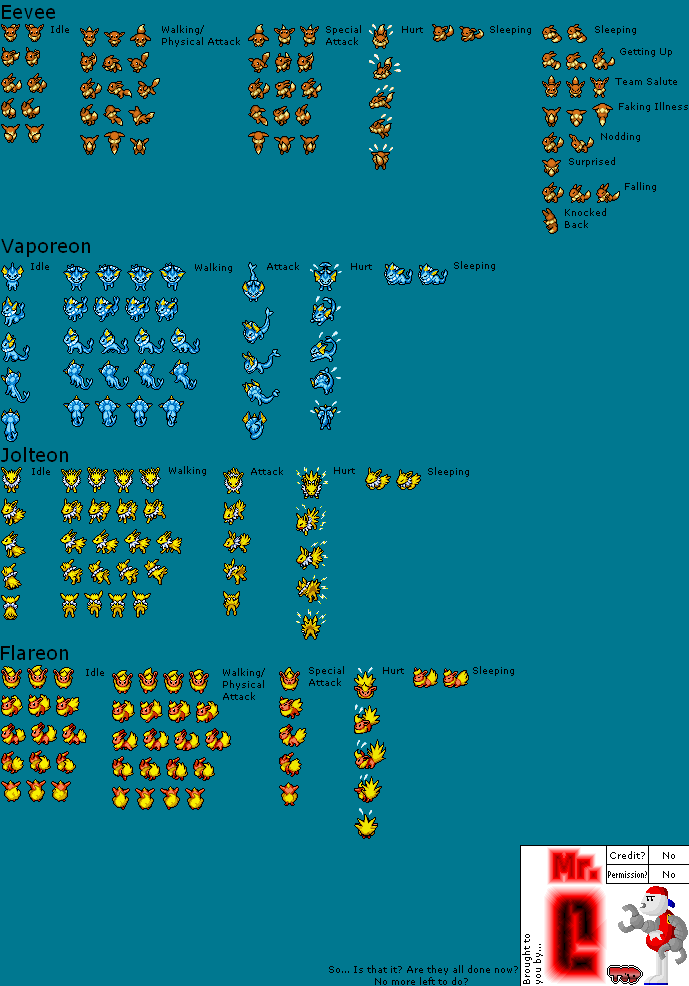 Eevee
Idle
Walking/
Physical Attack
Special
Attack
Hurt
Sleeping
Sleeping
Getting Up
Team Salute
Faking Illness
Nodding
Surprised
Falling
Knocked
Back
Vaporeon
Idle
Walking
Attack
Hurt
Sleeping
Jolteon
Idle
Walking
Attack
Hurt
Sleeping
Flareon
Idle
Walking/
Physical
Attack
Special
Attack
Hurt
Sleeping
Mr.
C
Credit? No
Permission? No
Brought to
you by...
So... Is that it? Are they all done now?
No more left to do?